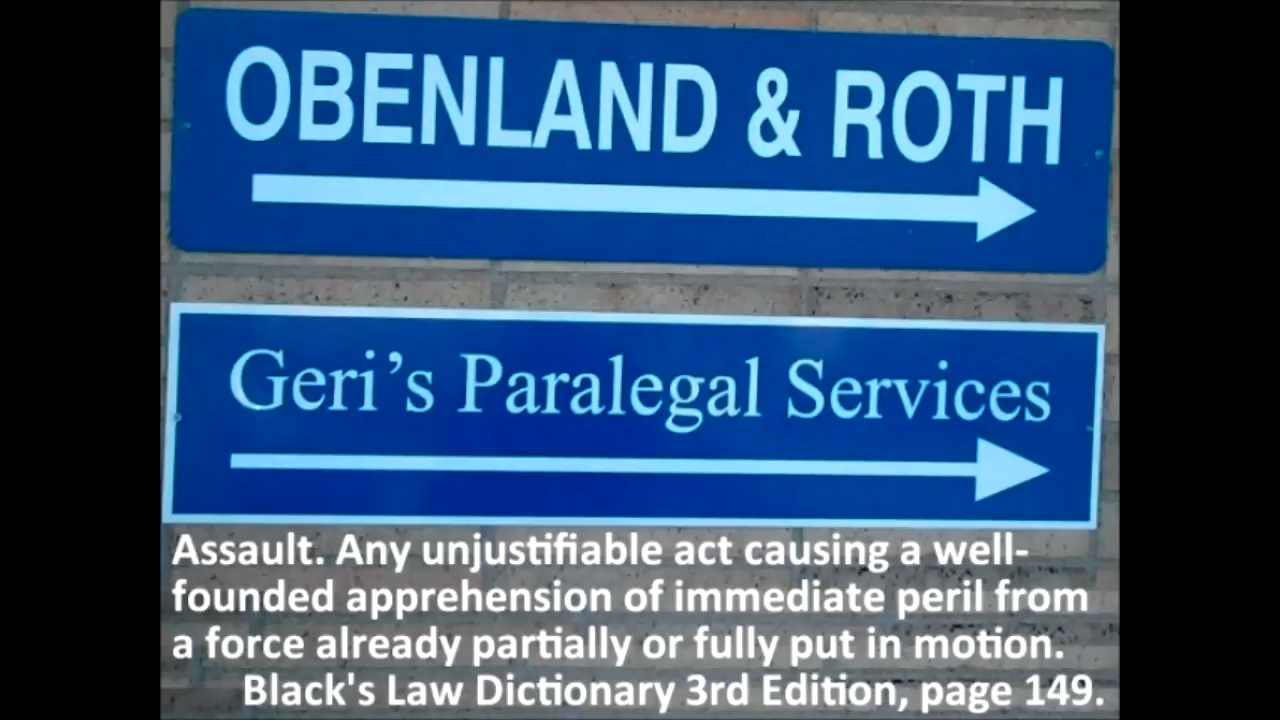 OBENLAND & ROTH
Geri's Paralegal Services
Assault. Any unjustifiable act causing a well-
founded apprehension of immediate peril from
a force already partially or fully put in motion.
Black's Law Dictionary 3rd Edition, page 149.